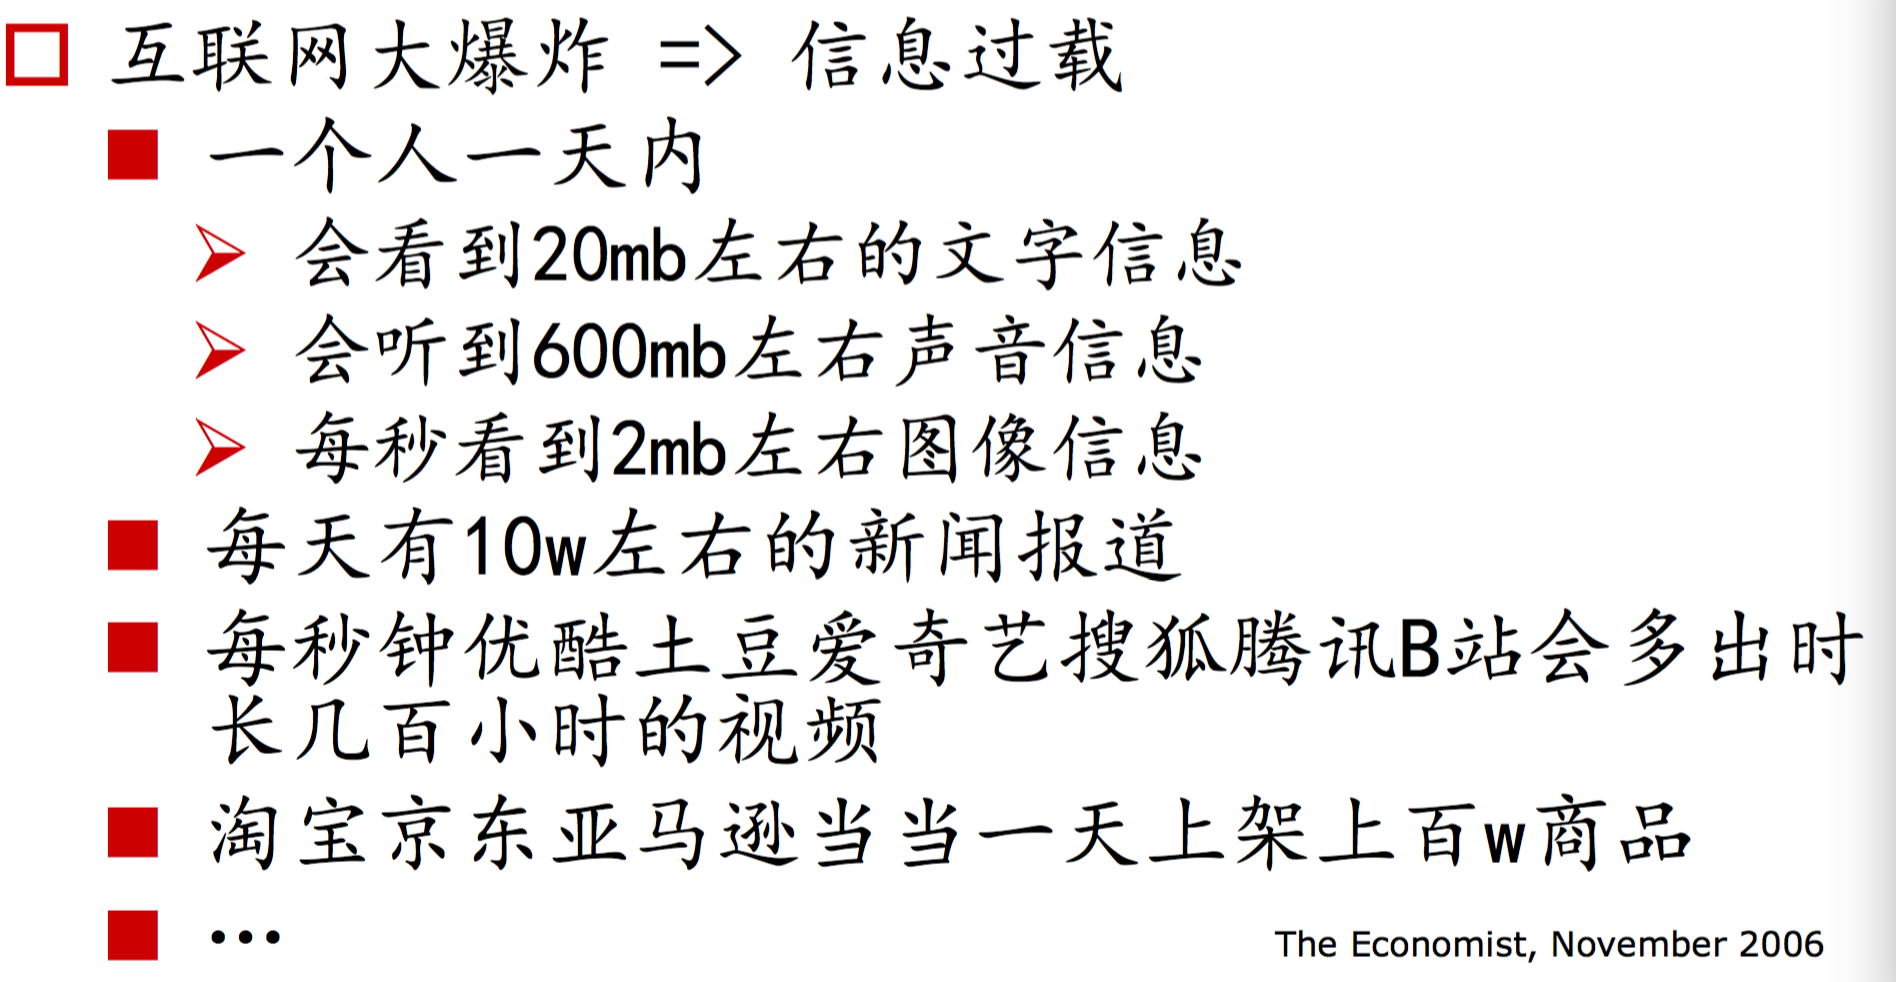 互联网大爆炸 => 信息过载
一个人一天内
会看到20mb左右的文字信息
会听到600mb左右声音信息
每秒看到2mb左右图像信息
每天有10w左右的新闻报道
每秒钟优酷土豆爱奇艺搜狐腾讯B站会多出时
长几百小时的视频
淘宝京东亚马逊当当一天上架上百w商品
...
The Economist, November 2006